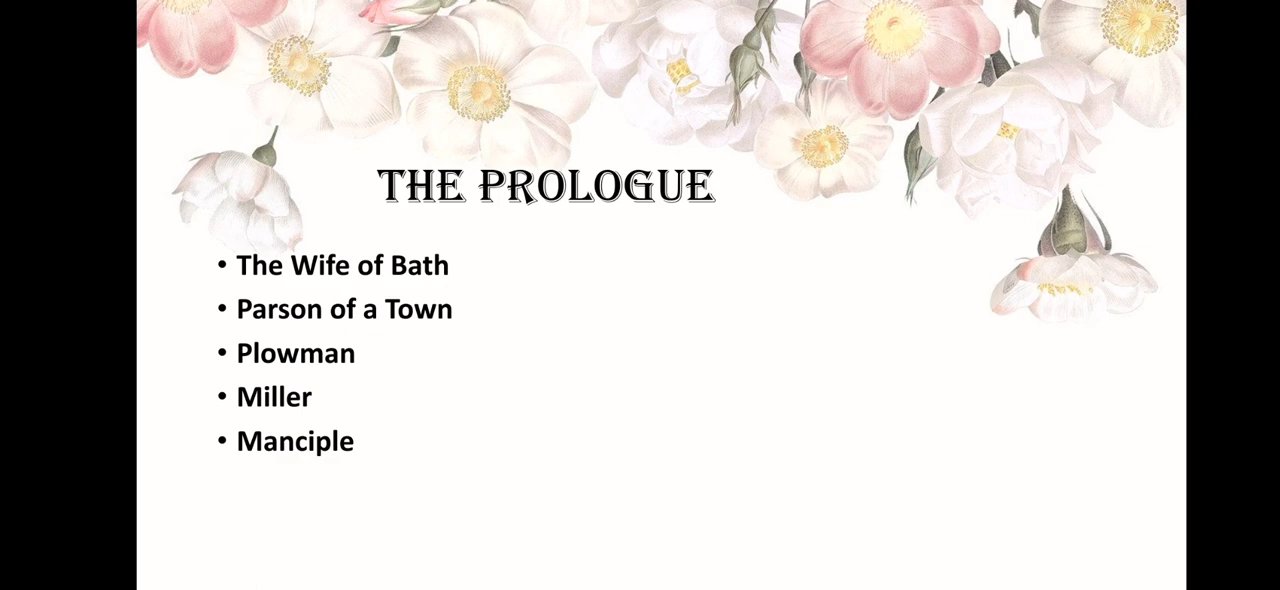 THE PROLOGUE
• The Wife of Bath
• Parson of a Town
• Plowman
• Miller
• Manciple